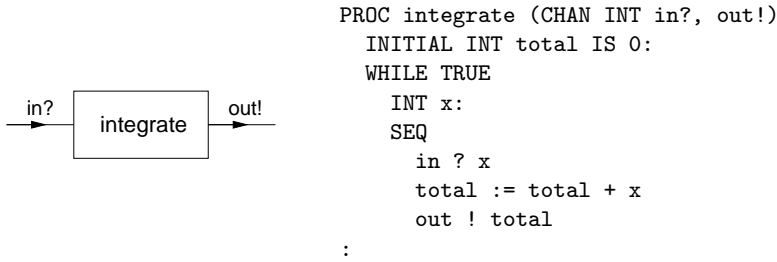 in?
integrate
out!
PROC integrate (CHAN INT in?, out!)
  INITIAL INT total IS 0:
  WHILE TRUE
    INT x:
    SEQ
      in ? x
      total := total + x
      out ! total
: